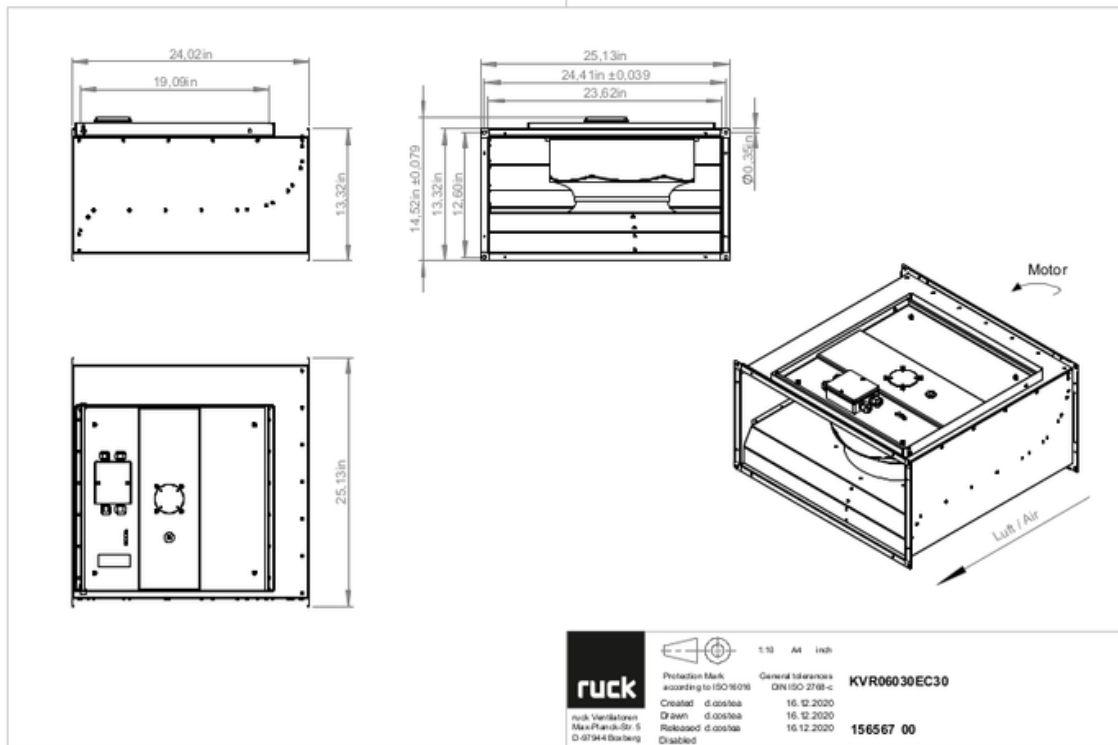 24,02in
19,09in
13,32in
25,13in
24,41in ±0,039
23,62in
14,52in ±0,079
13,32in
12,60in
Ø0,35in
25,13in
Motor
Luft / Air
ruck
ruck Ventilatoren
Max-Planck-Str. 5
D-97944 Boxberg
1:10 A4 inch
Protection Mark
according to ISO16016
General tolerances
DIN ISO 2768-c
KVR06030EC30
Created d.costea 16.12.2020
Drawn d.costea 16.12.2020
Released d.costea 16.12.2020
Disabled
156567 00